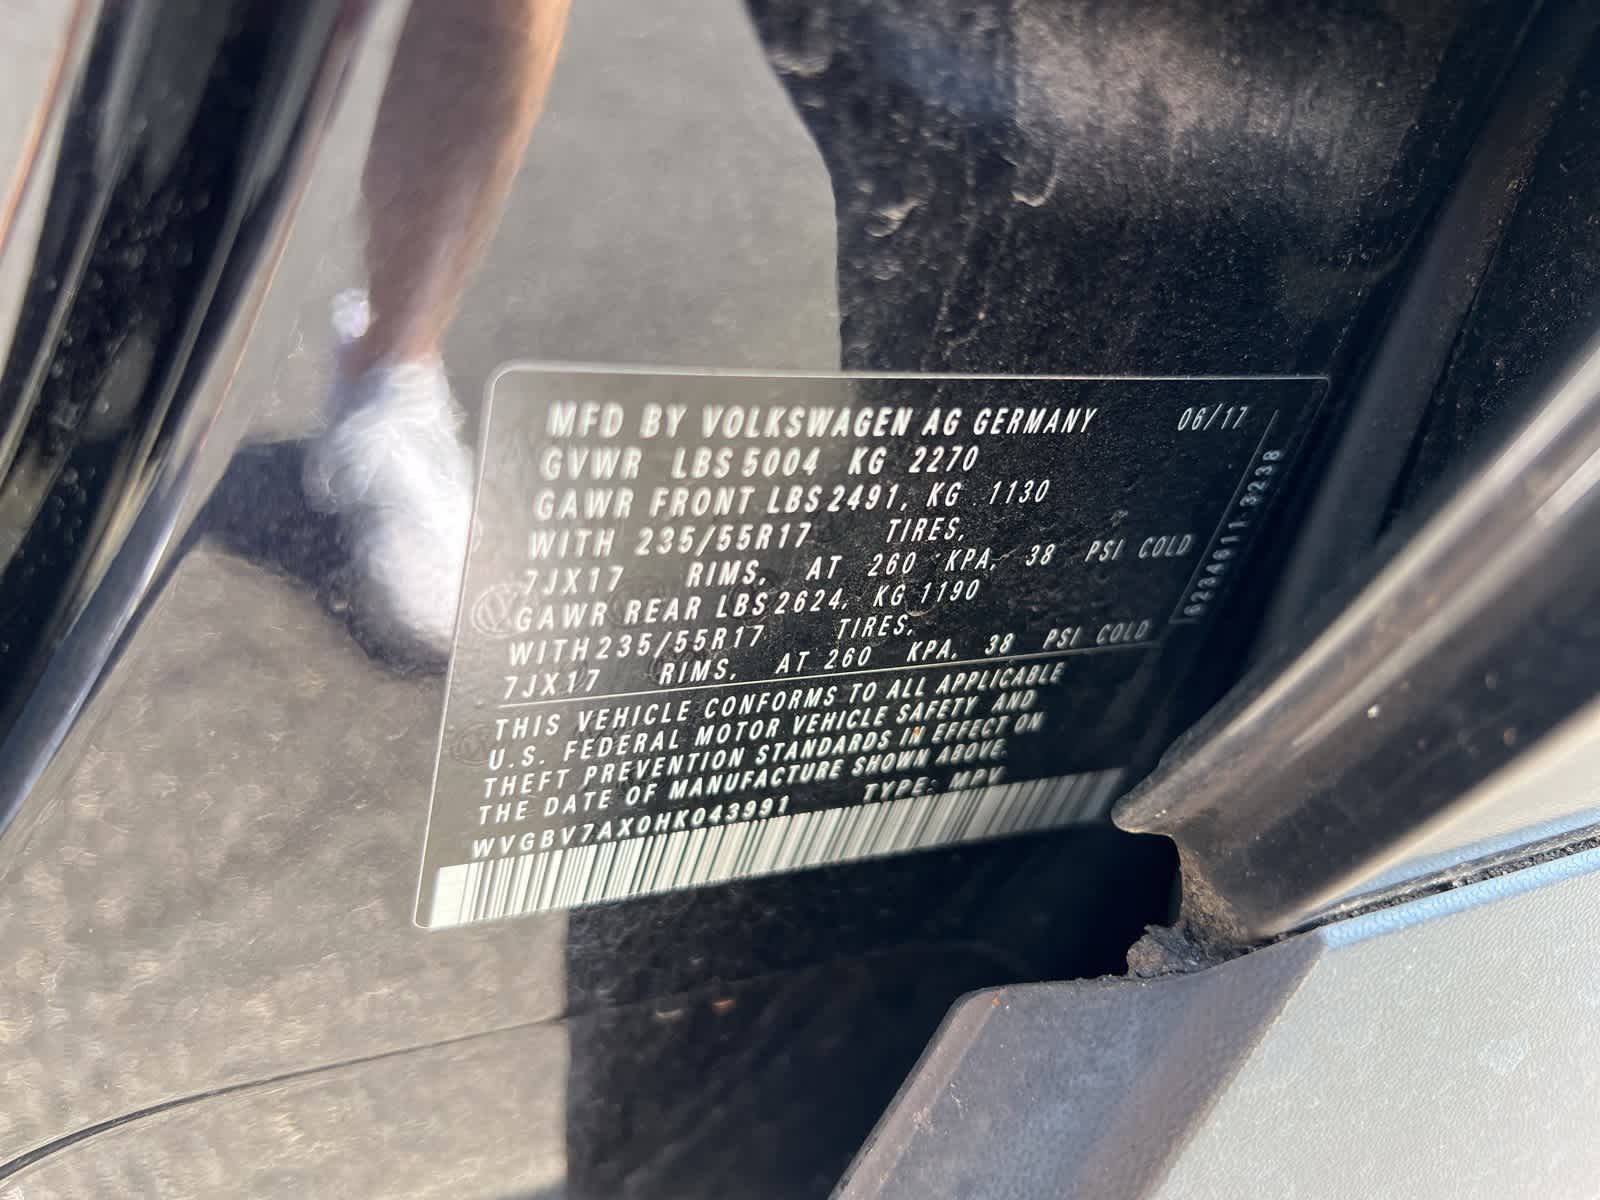 MFD BY VOLKSWAGEN AG GERMANY 06/17
GVWR LBS 5004 KG 2270
GAWR FRONT LBS 2491, KG 1130
WITH 235/55R17 TIRES,
7JX17 RIMS, AT 260 KPA, 38 PSI COLD
GAWR REAR LBS 2624, KG 1190
WITH 235/55R17 TIRES,
7JX17 RIMS, AT 260 KPA, 38 PSI COLD
THIS VEHICLE CONFORMS TO ALL APPLICABLE
U.S. FEDERAL MOTOR VEHICLE SAFETY AND
THEFT PREVENTION STANDARDS IN EFFECT ON
THE DATE OF MANUFACTURE SHOWN ABOVE.
WVGBV7AX0HK043991 TYPE: MPV